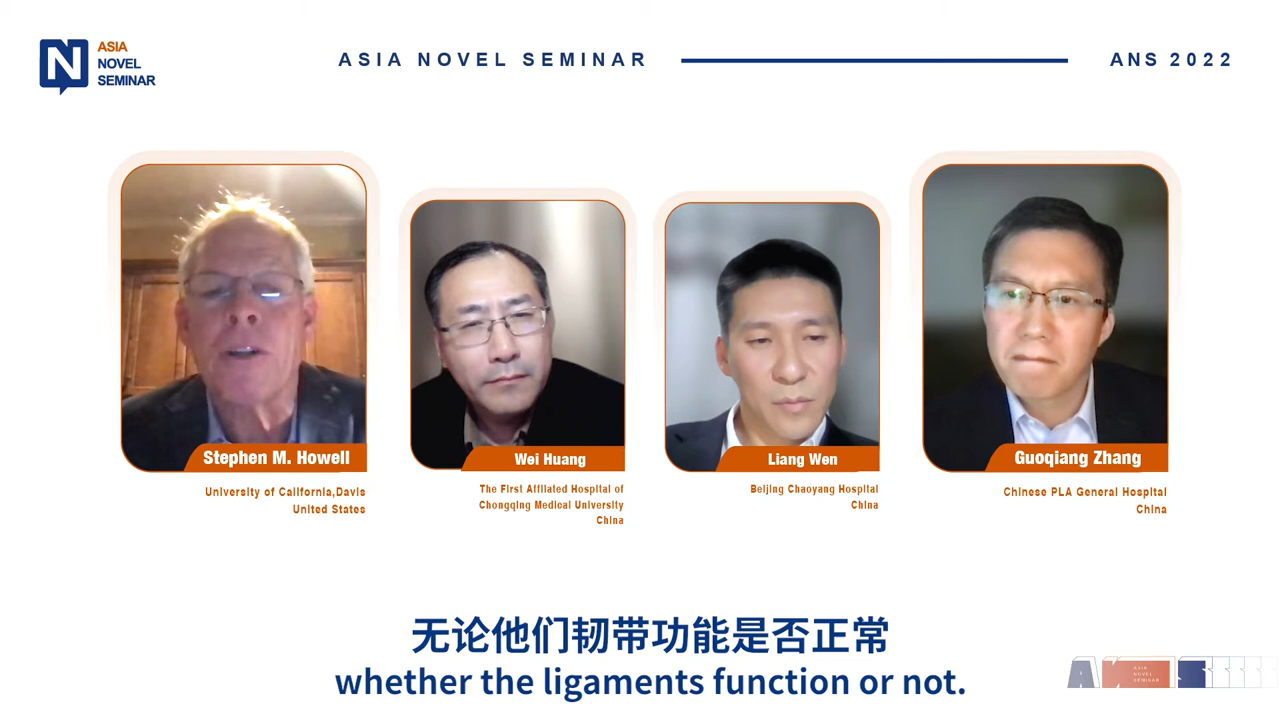 ASIA
NOVEL
SEMINAR
ASIA NOVEL SEMINAR
ANS 2022
Stephen M. Howell
University of California,Davis
United States
Wei Huang
The First Affiliated Hospital of
Chongqing Medical University
China
Liang Wen
Beijing Chaoyang Hospital
China
Guoqiang Zhang
Chinese PLA General Hospital
China
无论他们韧带功能是否正常
whether the ligaments function or not.
ASIA
NOVEL
SEMINAR